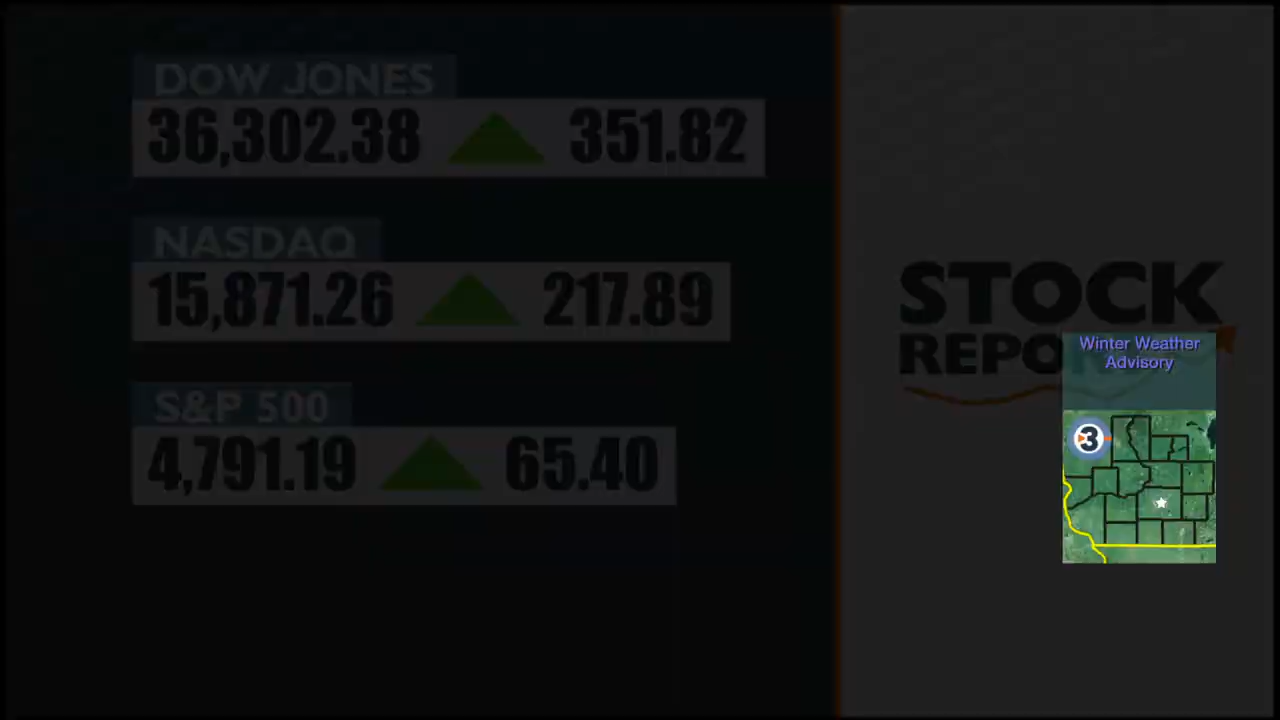 DOW JONES
36,302.38 351.82
NASDAQ
15,871.26 217.89
S&P 500
4,791.19 65.40
STOCK
Winter Weather
Advisory
3